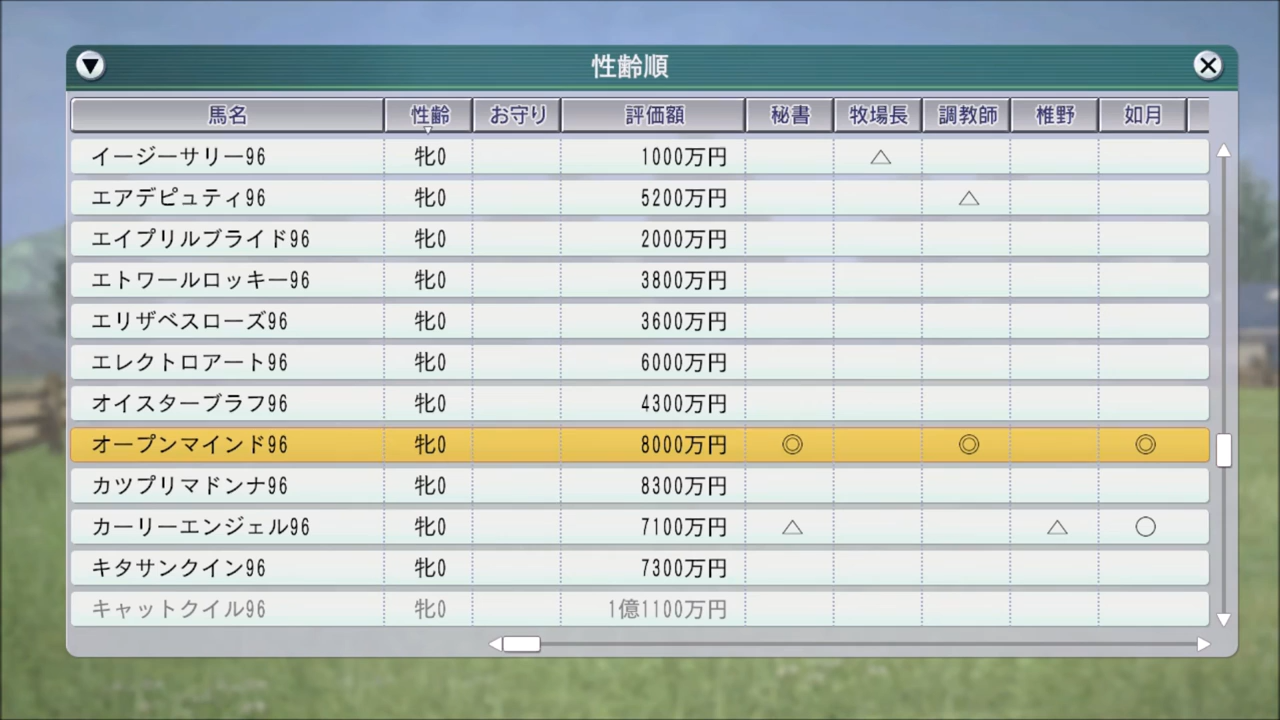 性齢順
馬名 性齢 お守り 評価額 秘書 牧場長 調教師 椎野 如月
イージーサリー96 牝0 1000万円 △
エアデピュティ96 牝0 5200万円 △
エイプリルブライド96 牝0 2000万円
エトワールロッキー96 牝0 3800万円
エリザベスローズ96 牝0 3600万円
エレクトロアート96 牝0 6000万円
オイスターブラフ96 牝0 4300万円
オープンマインド96 牝0 8000万円 ◎ ◎ ◎
カツプリマドンナ96 牝0 8300万円
カーリーエンジェル96 牝0 7100万円 △ △ ○
キタサンクイン96 牝0 7300万円
キャットクイル96 牝0 1億1100万円